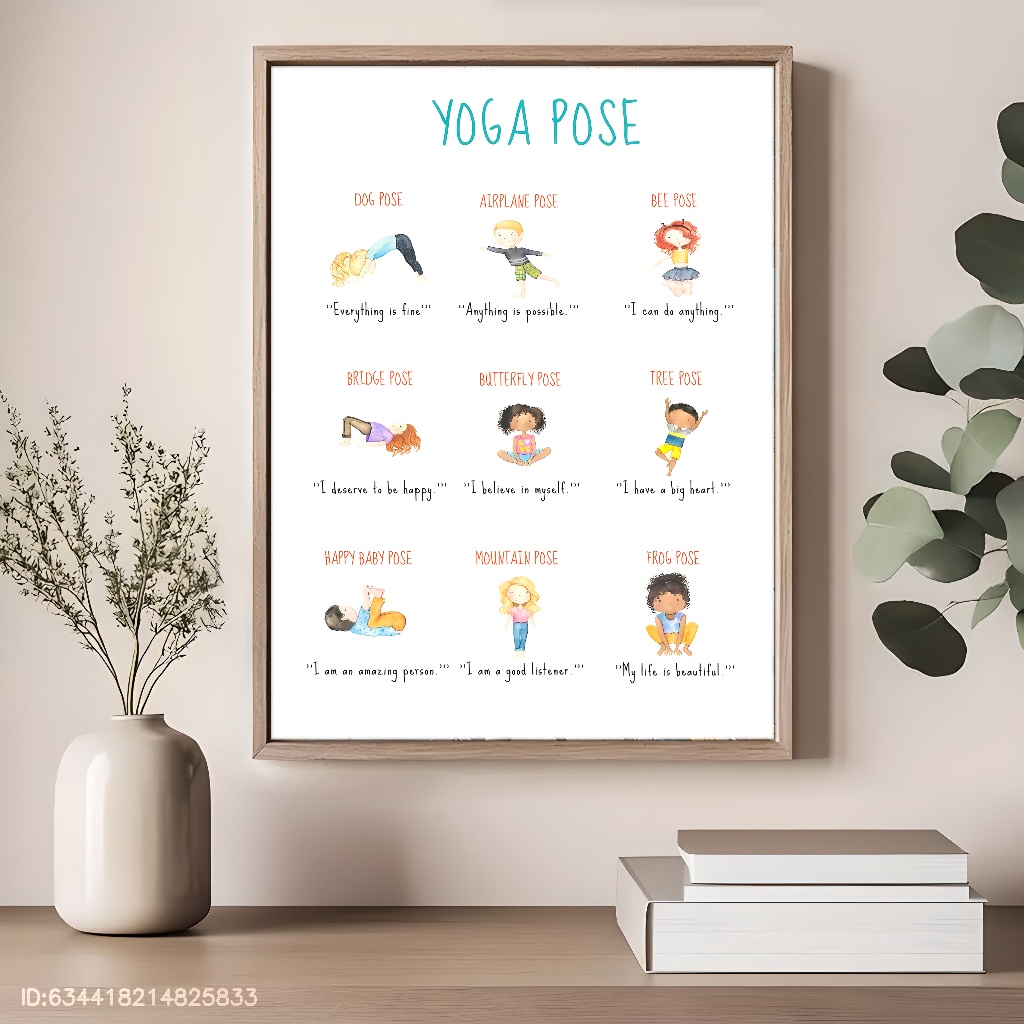 YOGA POSE
DOG POSE AIRPLANE POSE BEE POSE
""Everything is fine""" ""Anything is possible.""" ""I can do anything."""
BRIDGE POSE BUTTERFLY POSE TREE POSE
""I deserve to be happy.""" ""I believe in myself.""" ""I have a big heart."""
HAPPY BABY POSE MOUNTAIN POSE FROG POSE
""I am an amazing person.""" ""I am a good listener.""" ""My life is beautiful."""
ID:634418214825833